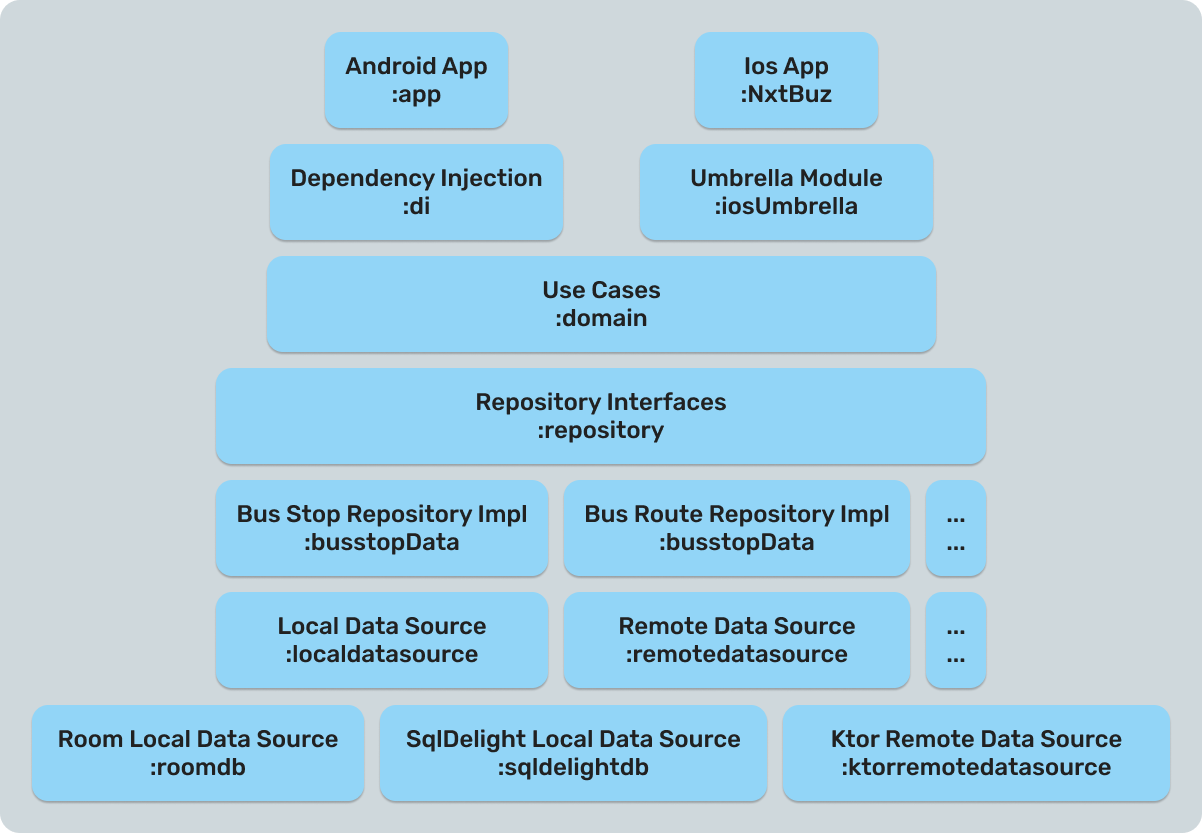 Android App
:app
Ios App
:NxtBuz
Dependency Injection
:di
Umbrella Module
:iosUmbrella
Use Cases
:domain
Repository Interfaces
:repository
Bus Stop Repository Impl
:busstopData
Bus Route Repository Impl
:busstopData
...
...
Local Data Source
:localdatasource
Remote Data Source
:remotedatasource
...
...
Room Local Data Source
:roomdb
SqlDelight Local Data Source
:sqldelightdb
Ktor Remote Data Source
:ktorremotedatasource